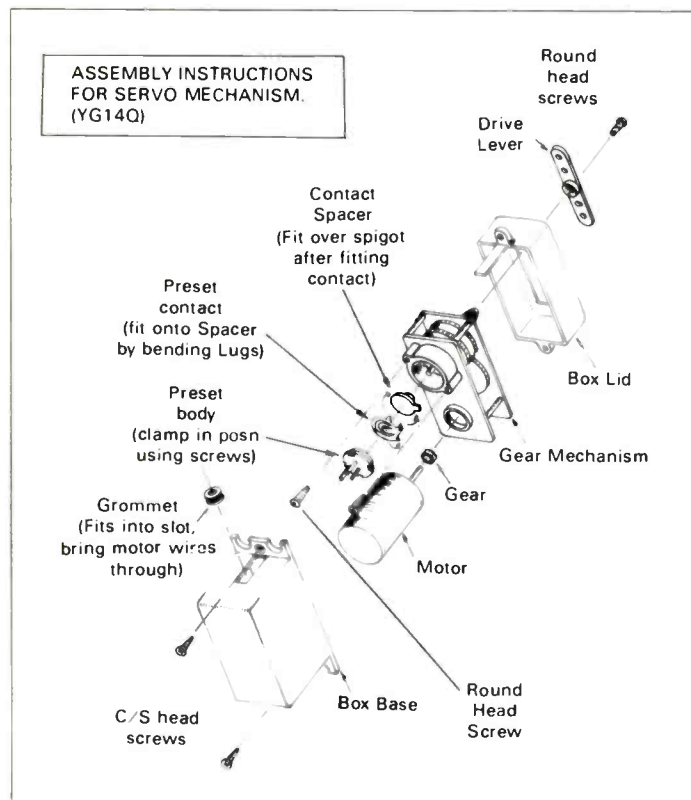 ASSEMBLY INSTRUCTIONS
FOR SERVO MECHANISM.
(YG14Q)
Round
head
screws
Drive
Lever
Contact
Spacer
(Fit over spigot
after fitting
contact)
Preset
contact
(fit onto Spacer
by bending Lugs)
Box Lid
Preset
body
(clamp in posn
using screws)
Gear Mechanism
Gear
Grommet
(Fits into slot,
bring motor wires
through)
Motor
Box Base
Round
Head
Screw
C/S head
screws